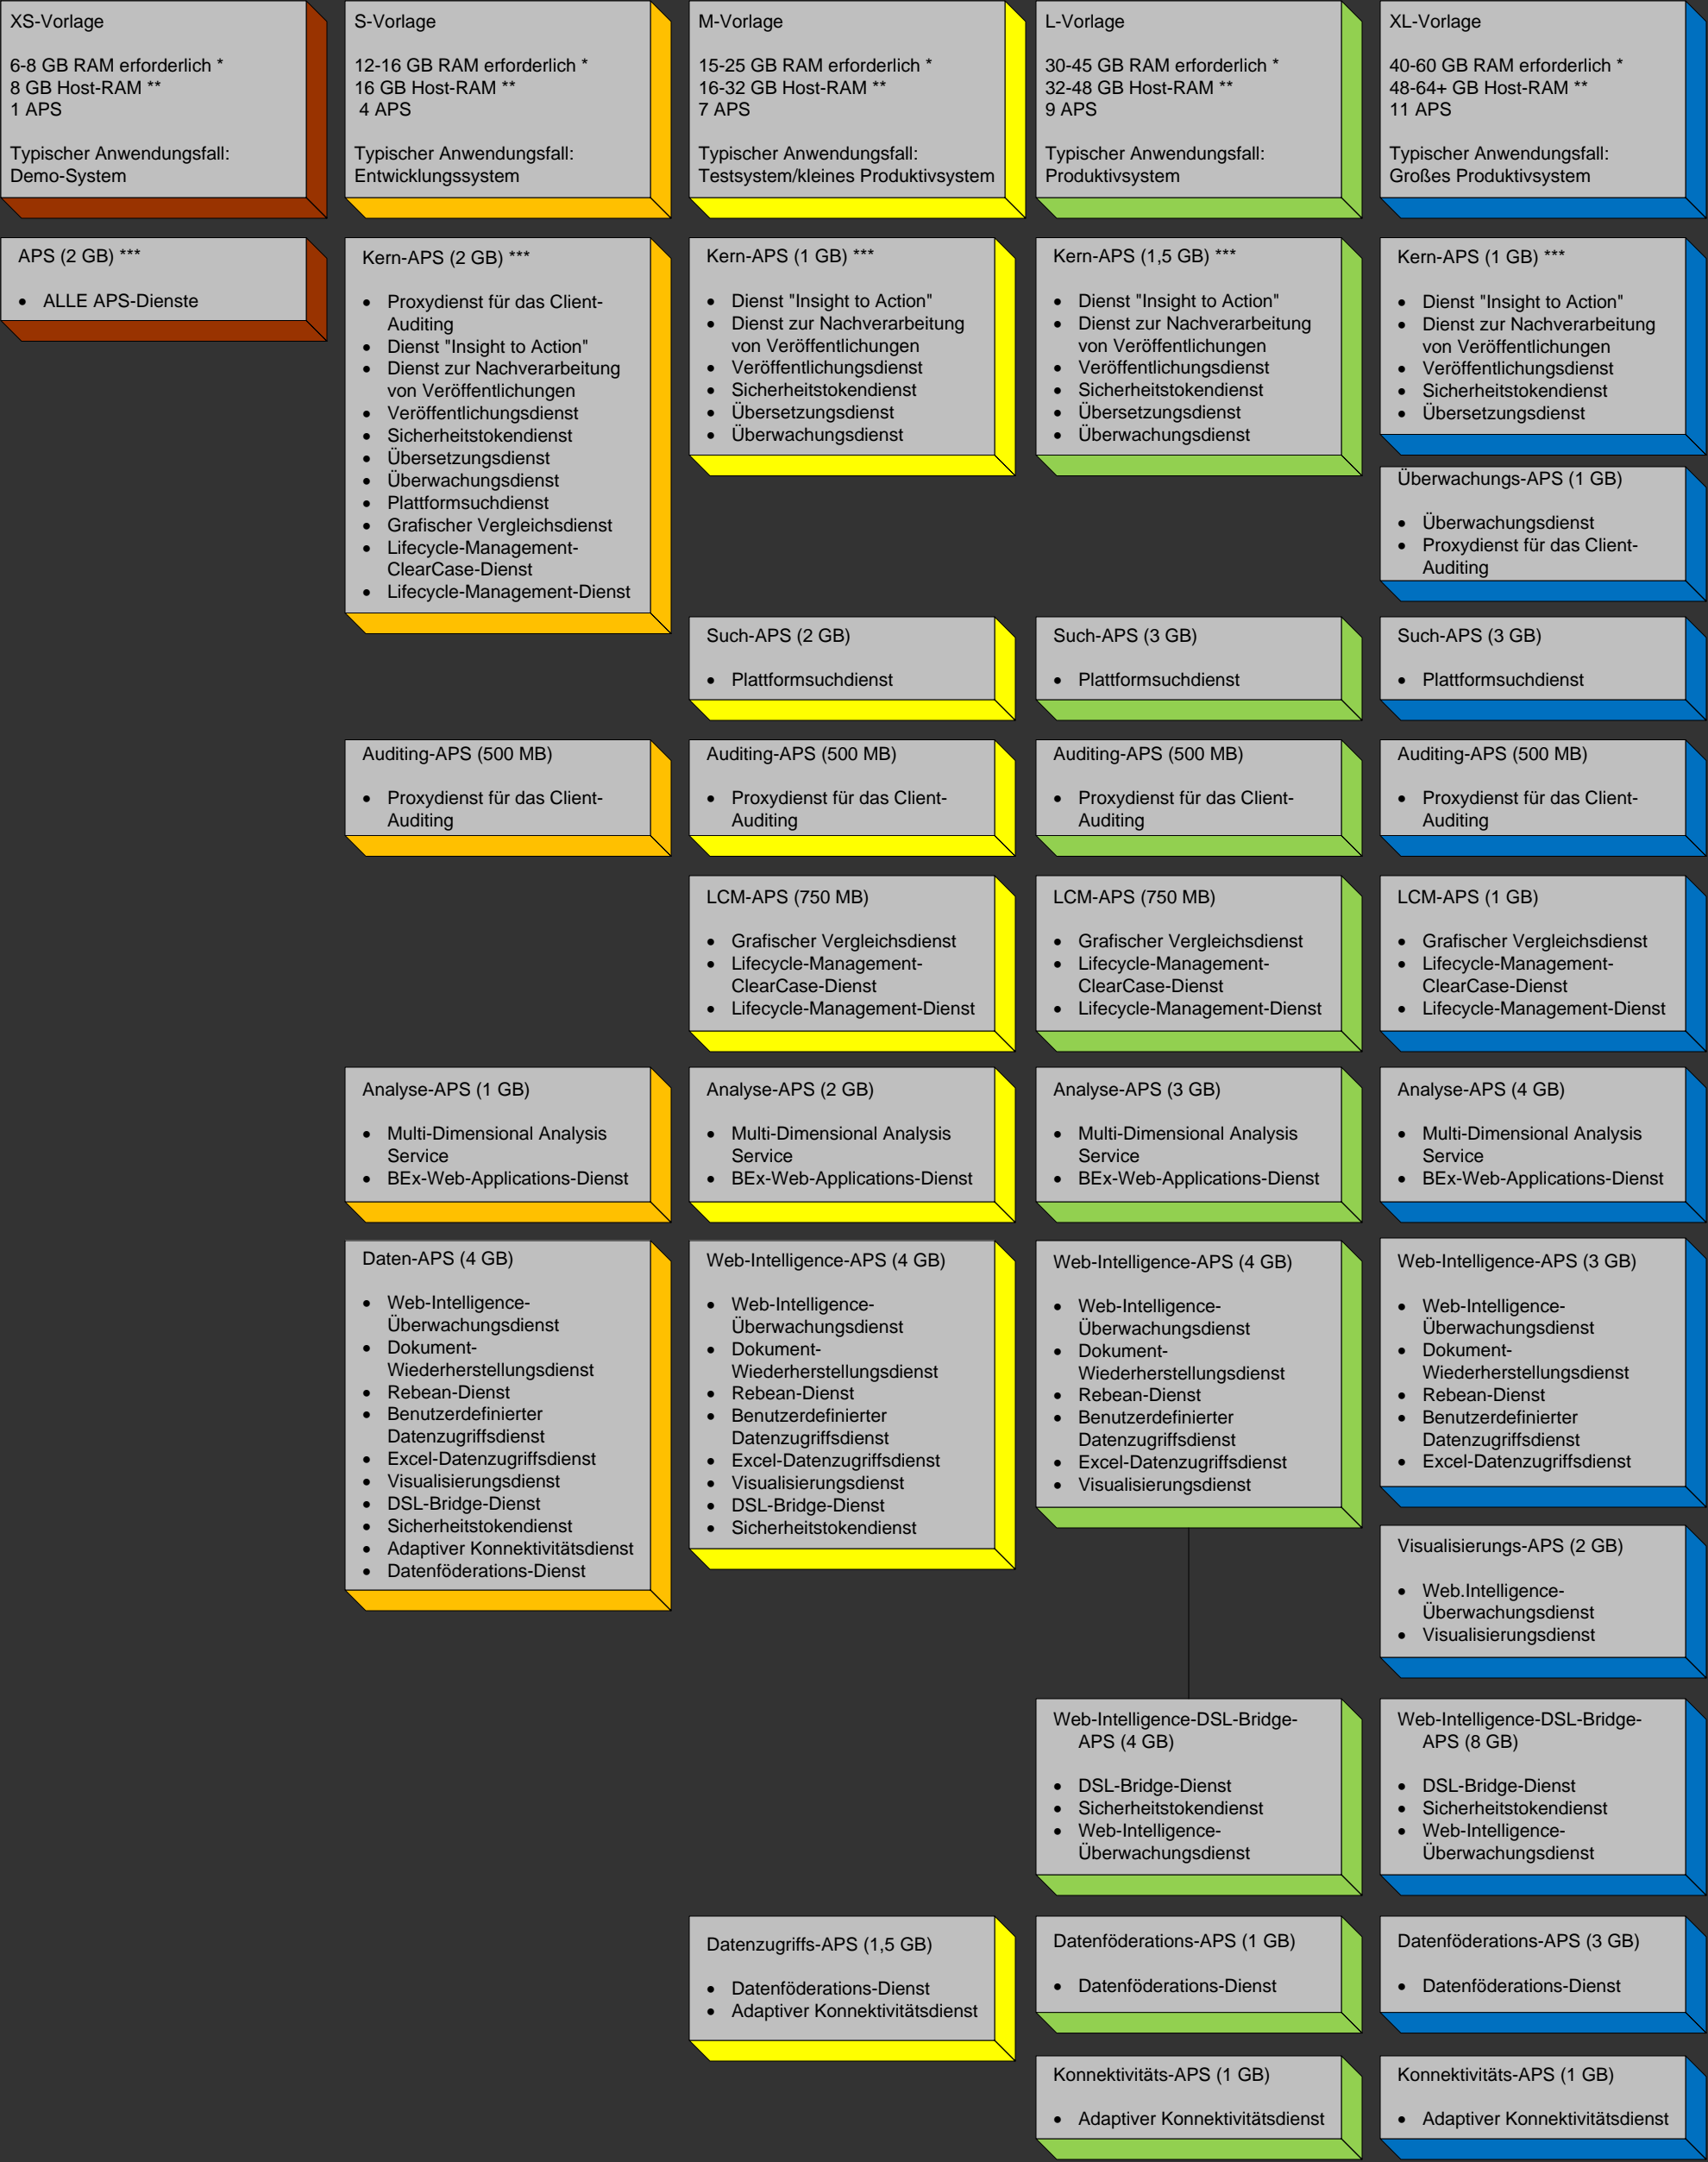 XS-Vorlage
6-8 GB RAM erforderlich *
8 GB Host-RAM **
1 APS
Typischer Anwendungsfall:
Demo-System
S-Vorlage
12-16 GB RAM erforderlich *
16 GB Host-RAM **
4 APS
Typischer Anwendungsfall:
Entwicklungssystem
M-Vorlage
15-25 GB RAM erforderlich *
16-32 GB Host-RAM **
7 APS
Typischer Anwendungsfall:
Testsystem/kleines Produktivsystem
L-Vorlage
30-45 GB RAM erforderlich *
32-48 GB Host-RAM **
9 APS
Typischer Anwendungsfall:
Produktivsystem
XL-Vorlage
40-60 GB RAM erforderlich *
48-64+ GB Host-RAM **
11 APS
Typischer Anwendungsfall:
Großes Produktivsystem
APS (2 GB) ***
• ALLE APS-Dienste
Kern-APS (2 GB) ***
• Proxydienst für das Client-
Auditing
• Dienst "Insight to Action"
• Dienst zur Nachverarbeitung
von Veröffentlichungen
• Veröffentlichungsdienst
• Sicherheitstokendienst
• Übersetzungsdienst
• Überwachungsdienst
• Plattformsuchdienst
• Grafischer Vergleichsdienst
• Lifecycle-Management-
ClearCase-Dienst
• Lifecycle-Management-Dienst
Kern-APS (1 GB) ***
• Dienst "Insight to Action"
• Dienst zur Nachverarbeitung
von Veröffentlichungen
• Veröffentlichungsdienst
• Sicherheitstokendienst
• Übersetzungsdienst
• Überwachungsdienst
Kern-APS (1,5 GB) ***
• Dienst "Insight to Action"
• Dienst zur Nachverarbeitung
von Veröffentlichungen
• Veröffentlichungsdienst
• Sicherheitstokendienst
• Übersetzungsdienst
• Überwachungsdienst
Kern-APS (1 GB) ***
• Dienst "Insight to Action"
• Dienst zur Nachverarbeitung
von Veröffentlichungen
• Veröffentlichungsdienst
• Sicherheitstokendienst
• Übersetzungsdienst
Überwachungs-APS (1 GB)
• Überwachungsdienst
• Proxydienst für das Client-
Auditing
Such-APS (2 GB)
• Plattformsuchdienst
Such-APS (3 GB)
• Plattformsuchdienst
Such-APS (3 GB)
• Plattformsuchdienst
Auditing-APS (500 MB)
• Proxydienst für das Client-
Auditing
Auditing-APS (500 MB)
• Proxydienst für das Client-
Auditing
Auditing-APS (500 MB)
• Proxydienst für das Client-
Auditing
Auditing-APS (500 MB)
• Proxydienst für das Client-
Auditing
LCM-APS (750 MB)
• Grafischer Vergleichsdienst
• Lifecycle-Management-
ClearCase-Dienst
• Lifecycle-Management-Dienst
LCM-APS (750 MB)
• Grafischer Vergleichsdienst
• Lifecycle-Management-
ClearCase-Dienst
• Lifecycle-Management-Dienst
LCM-APS (1 GB)
• Grafischer Vergleichsdienst
• Lifecycle-Management-
ClearCase-Dienst
• Lifecycle-Management-Dienst
Analyse-APS (1 GB)
• Multi-Dimensional Analysis
Service
• BEx-Web-Applications-Dienst
Analyse-APS (2 GB)
• Multi-Dimensional Analysis
Service
• BEx-Web-Applications-Dienst
Analyse-APS (3 GB)
• Multi-Dimensional Analysis
Service
• BEx-Web-Applications-Dienst
Analyse-APS (4 GB)
• Multi-Dimensional Analysis
Service
• BEx-Web-Applications-Dienst
Daten-APS (4 GB)
• Web-Intelligence-
Überwachungsdienst
• Dokument-
Wiederherstellungsdienst
• Rebean-Dienst
• Benutzerdefinierter
Datenzugriffsdienst
• Excel-Datenzugriffsdienst
• Visualisierungsdienst
• DSL-Bridge-Dienst
• Sicherheitstokendienst
• Adaptiver Konnektivitätsdienst
• Datenföderations-Dienst
Web-Intelligence-APS (4 GB)
• Web-Intelligence-
Überwachungsdienst
• Dokument-
Wiederherstellungsdienst
• Rebean-Dienst
• Benutzerdefinierter
Datenzugriffsdienst
• Excel-Datenzugriffsdienst
• Visualisierungsdienst
• DSL-Bridge-Dienst
• Sicherheitstokendienst
Web-Intelligence-APS (4 GB)
• Web-Intelligence-
Überwachungsdienst
• Dokument-
Wiederherstellungsdienst
• Rebean-Dienst
• Benutzerdefinierter
Datenzugriffsdienst
• Excel-Datenzugriffsdienst
• Visualisierungsdienst
Web-Intelligence-APS (3 GB)
• Web-Intelligence-
Überwachungsdienst
• Dokument-
Wiederherstellungsdienst
• Rebean-Dienst
• Benutzerdefinierter
Datenzugriffsdienst
• Excel-Datenzugriffsdienst
Visualisierungs-APS (2 GB)
• Web.Intelligence-
Überwachungsdienst
• Visualisierungsdienst
Web-Intelligence-DSL-Bridge-
APS (4 GB)
• DSL-Bridge-Dienst
• Sicherheitstokendienst
• Web-Intelligence-
Überwachungsdienst
Web-Intelligence-DSL-Bridge-
APS (8 GB)
• DSL-Bridge-Dienst
• Sicherheitstokendienst
• Web-Intelligence-
Überwachungsdienst
Datenzugriffs-APS (1,5 GB)
• Datenföderations-Dienst
• Adaptiver Konnektivitätsdienst
Datenföderations-APS (1 GB)
• Datenföderations-Dienst
Datenföderations-APS (3 GB)
• Datenföderations-Dienst
Konnektivitäts-APS (1 GB)
• Adaptiver Konnektivitätsdienst
Konnektivitäts-APS (1 GB)
• Adaptiver Konnektivitätsdienst